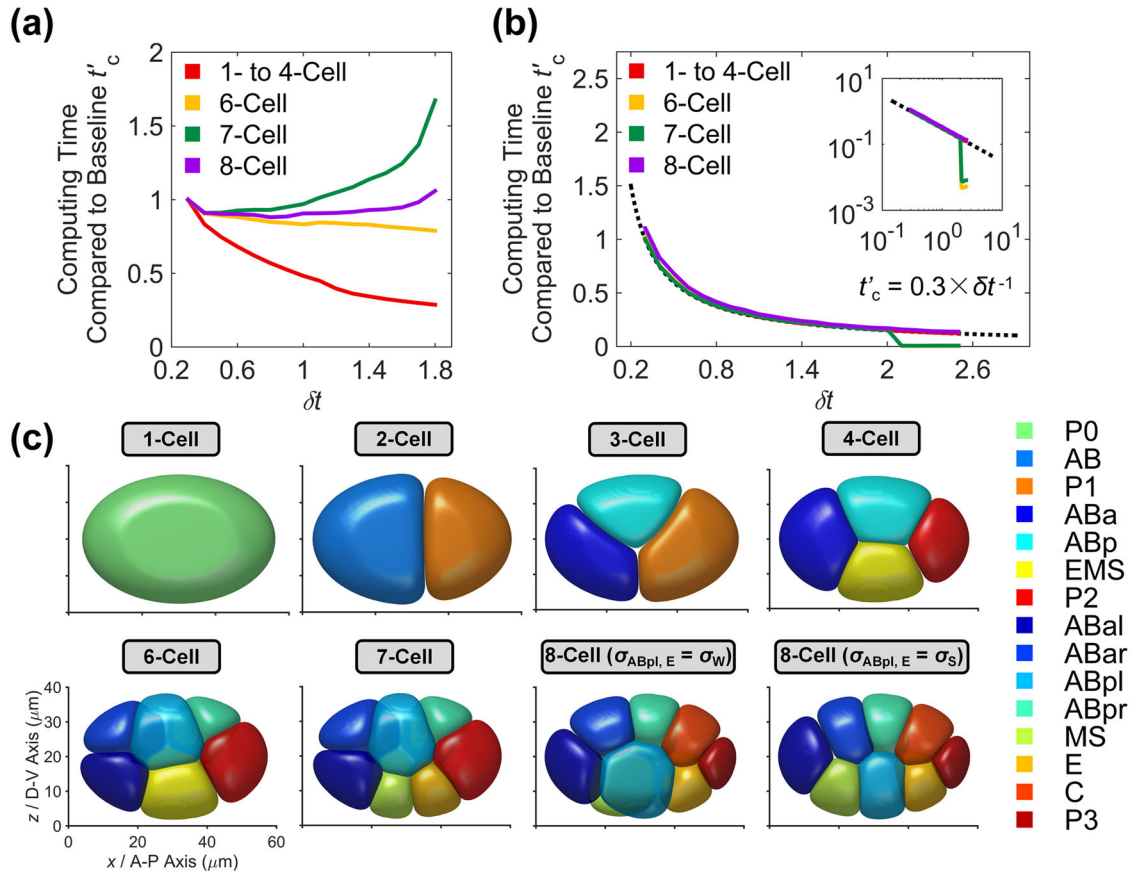 (a)
Computing Time
Compared to Baseline t'c
2
1.5
1
0.5
0
0.2
0.6
1
1.4
1.8
δt
1- to 4-Cell
6-Cell
7-Cell
8-Cell
(b)
Computing Time
Compared to Baseline t'c
2.5
2
1.5
1
0.5
0
0.2
0.8
1.4
2
2.6
δt
1- to 4-Cell
6-Cell
7-Cell
8-Cell
10^1
10^-1
10^-3
10^-1
10^0
10^1
t'c = 0.3 × δt^-1
(c)
1-Cell
2-Cell
3-Cell
4-Cell
6-Cell
7-Cell
8-Cell (σABpl, E = σW)
8-Cell (σABpl, E = σS)
z / D-V Axis (μm)
40
30
20
10
0
0
20
40
60
x / A-P Axis (μm)
P0
AB
P1
ABa
ABp
EMS
P2
ABal
ABar
ABpl
ABpr
MS
E
C
P3